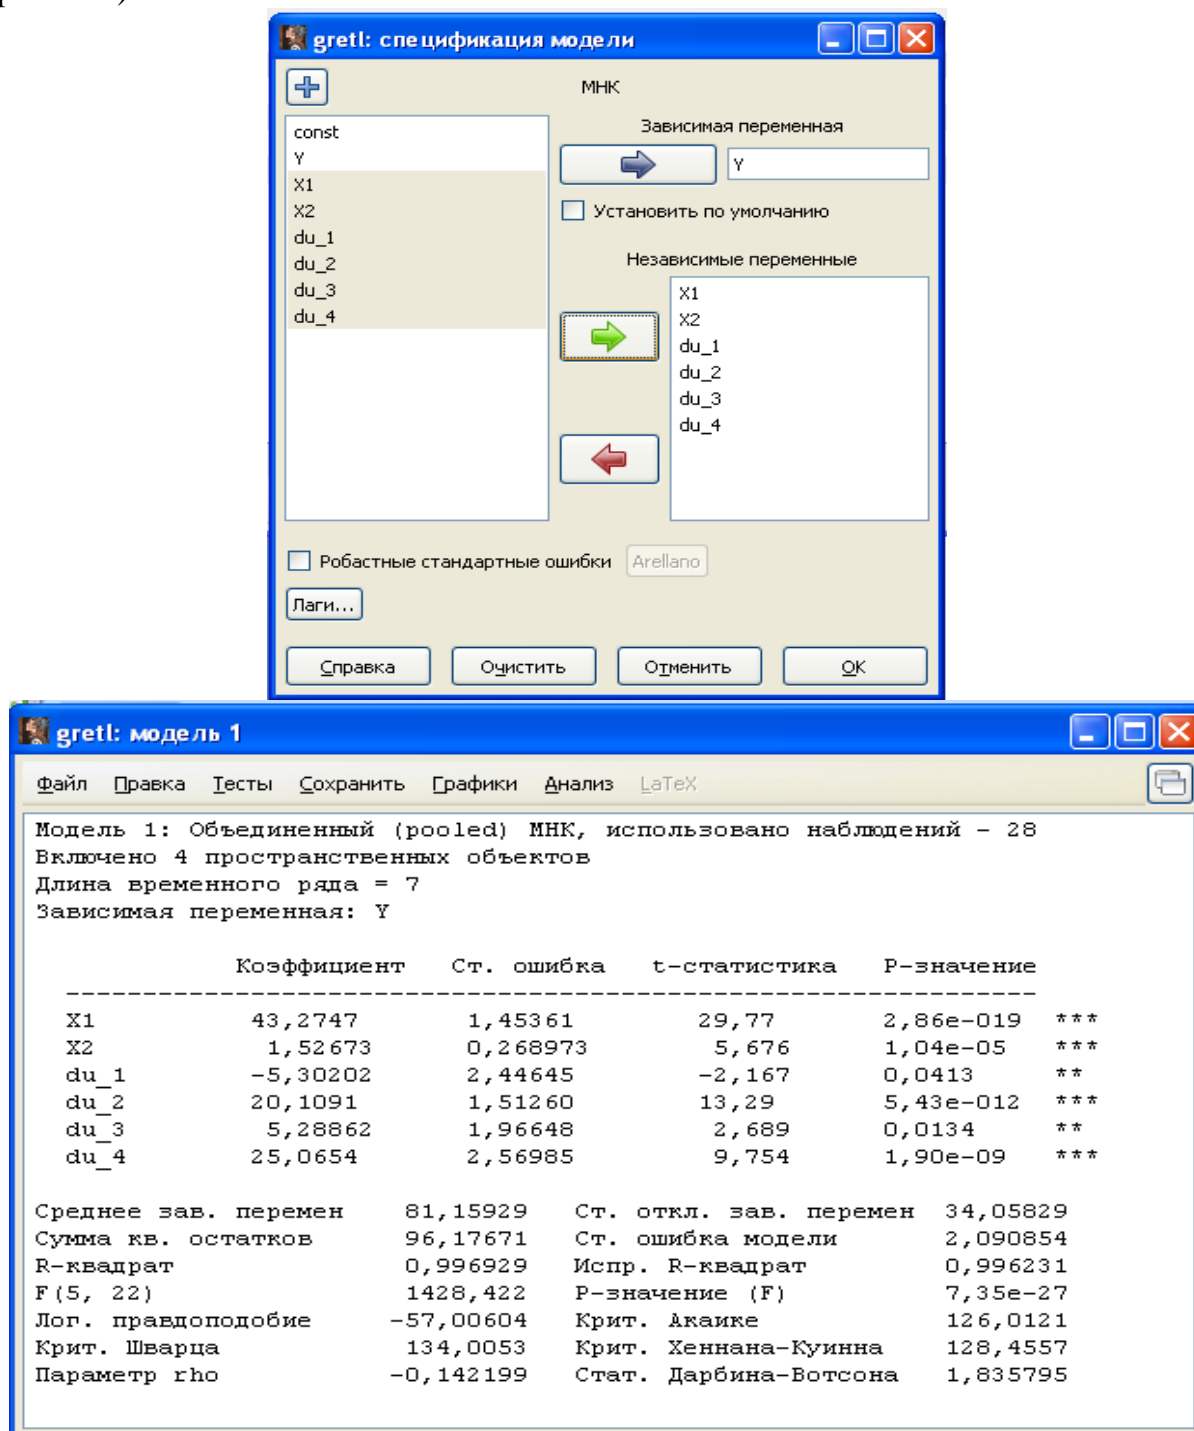 gretl: спецификация модели
МНК
const
Y
X1
X2
du_1
du_2
du_3
du_4
Зависимая переменная
Y
Установить по умолчанию
Независимые переменные
X1
X2
du_1
du_2
du_3
du_4
Робастные стандартные ошибки Arellano
Лаги...
Справка Очистить Отменить OK
gretl: модель 1
Файл Правка Тесты Сохранить Графики Анализ LaTeX
Модель 1: Объединенный (pooled) МНК, использовано наблюдений - 28
Включено 4 пространственных объектов
Длина временного ряда = 7
Зависимая переменная: Y
Коэффициент Ст. ошибка t-статистика P-значение
---------------------------------------------------------------
X1 43,2747 1,45361 29,77 2,86e-019 ***
X2 1,52673 0,268973 5,676 1,04e-05 ***
du_1 -5,30202 2,44645 -2,167 0,0413 **
du_2 20,1091 1,51260 13,29 5,43e-012 ***
du_3 5,28862 1,96648 2,689 0,0134 **
du_4 25,0654 2,56985 9,754 1,90e-09 ***
Среднее зав. перемен 81,15929 Ст. откл. зав. перемен 34,05829
Сумма кв. остатков 96,17671 Ст. ошибка модели 2,090854
R-квадрат 0,996929 Испр. R-квадрат 0,996231
F(5, 22) 1428,422 P-значение (F) 7,35e-27
Лог. правдоподобие -57,00604 Крит. Акаике 126,0121
Крит. Шварца 134,0053 Крит. Хеннана-Куинна 128,4557
Параметр rho -0,142199 Стат. Дарбина-Вотсона 1,835795